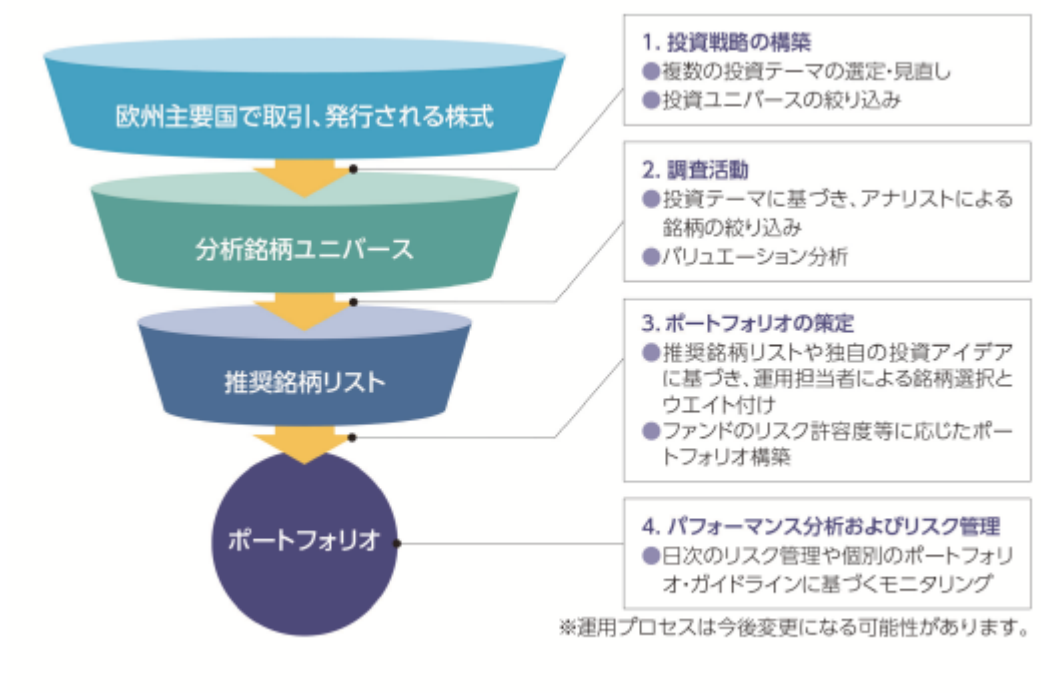 欧州主要国で取引、発行される株式
分析銘柄ユニバース
推奨銘柄リスト
ポートフォリオ
1. 投資戦略の構築
●複数の投資テーマの選定・見直し
●投資ユニバースの絞り込み
2. 調査活動
●投資テーマに基づき、アナリストによる
銘柄の絞り込み
●バリュエーション分析
3. ポートフォリオの策定
●推奨銘柄リストや独自の投資アイデア
に基づき、運用担当者による銘柄選択と
ウエイト付け
●ファンドのリスク許容度等に応じたポー
トフォリオ構築
4. パフォーマンス分析およびリスク管理
●日次のリスク管理や個別のポートフォリ
オ・ガイドラインに基づくモニタリング
※運用プロセスは今後変更になる可能性があります。